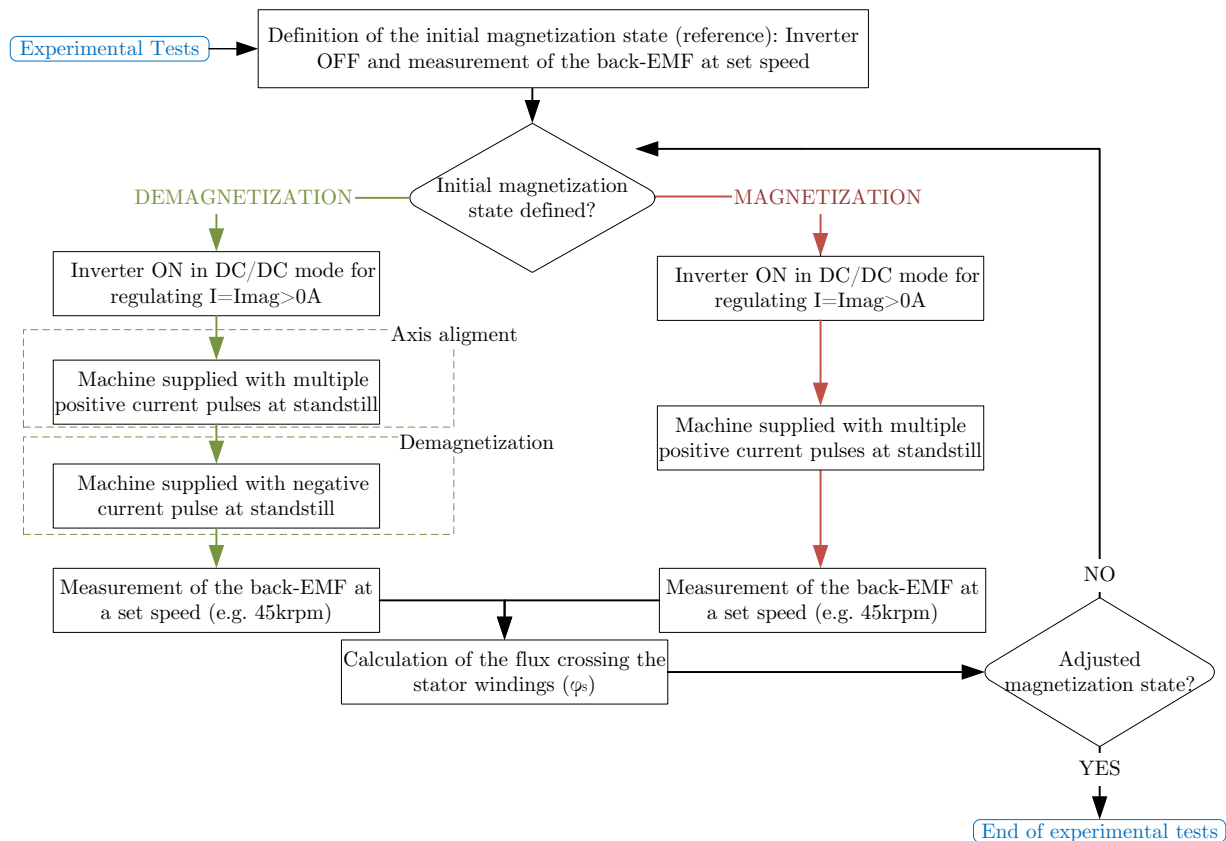 Experimental Tests
Definition of the initial magnetization state (reference): Inverter
OFF and measurement of the back-EMF at set speed
Initial magnetization
state defined?
DEMAGNETIZATION
MAGNETIZATION
Inverter ON in DC/DC mode for
regulating I=Imag>0A
Inverter ON in DC/DC mode for
regulating I=Imag>0A
Axis aligment
Machine supplied with multiple
positive current pulses at standstill
Machine supplied with multiple
positive current pulses at standstill
Demagnetization
Machine supplied with negative
current pulse at standstill
Measurement of the back-EMF at
a set speed (e.g. 45krpm)
Measurement of the back-EMF at
a set speed (e.g. 45krpm)
Calculation of the flux crossing the
stator windings (φs)
NO
Adjusted
magnetization state?
YES
End of experimental tests